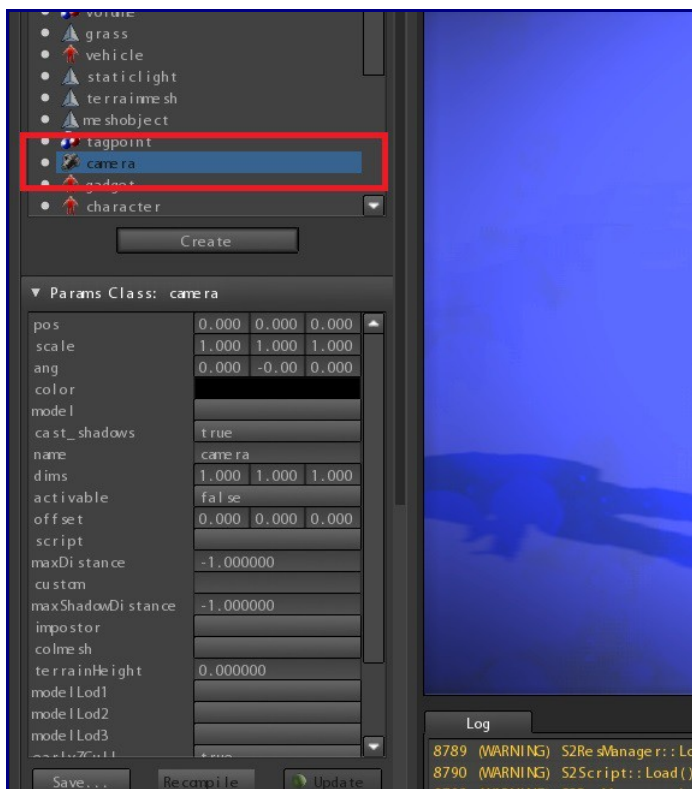 volume
grass
vehicle
staticlight
terrainmesh
meshobject
tagpoint
camera
gadget
character
Create
Params Class: camera
pos 0.000 0.000 0.000
scale 1.000 1.000 1.000
ang 0.000 -0.00 0.000
color
model
cast_shadows true
name camera
dims 1.000 1.000 1.000
activable false
offset 0.000 0.000 0.000
script
maxDistance -1.000000
custom
maxShadowDistance -1.000000
impostor
colmesh
terrainHeight 0.000000
modelLod1
modelLod2
modelLod3
earlyZCull true
Save... Recompile Update
Log
8789 (WARNING) S2ResManager::Lo
8790 (WARNING) S2Script::Load()